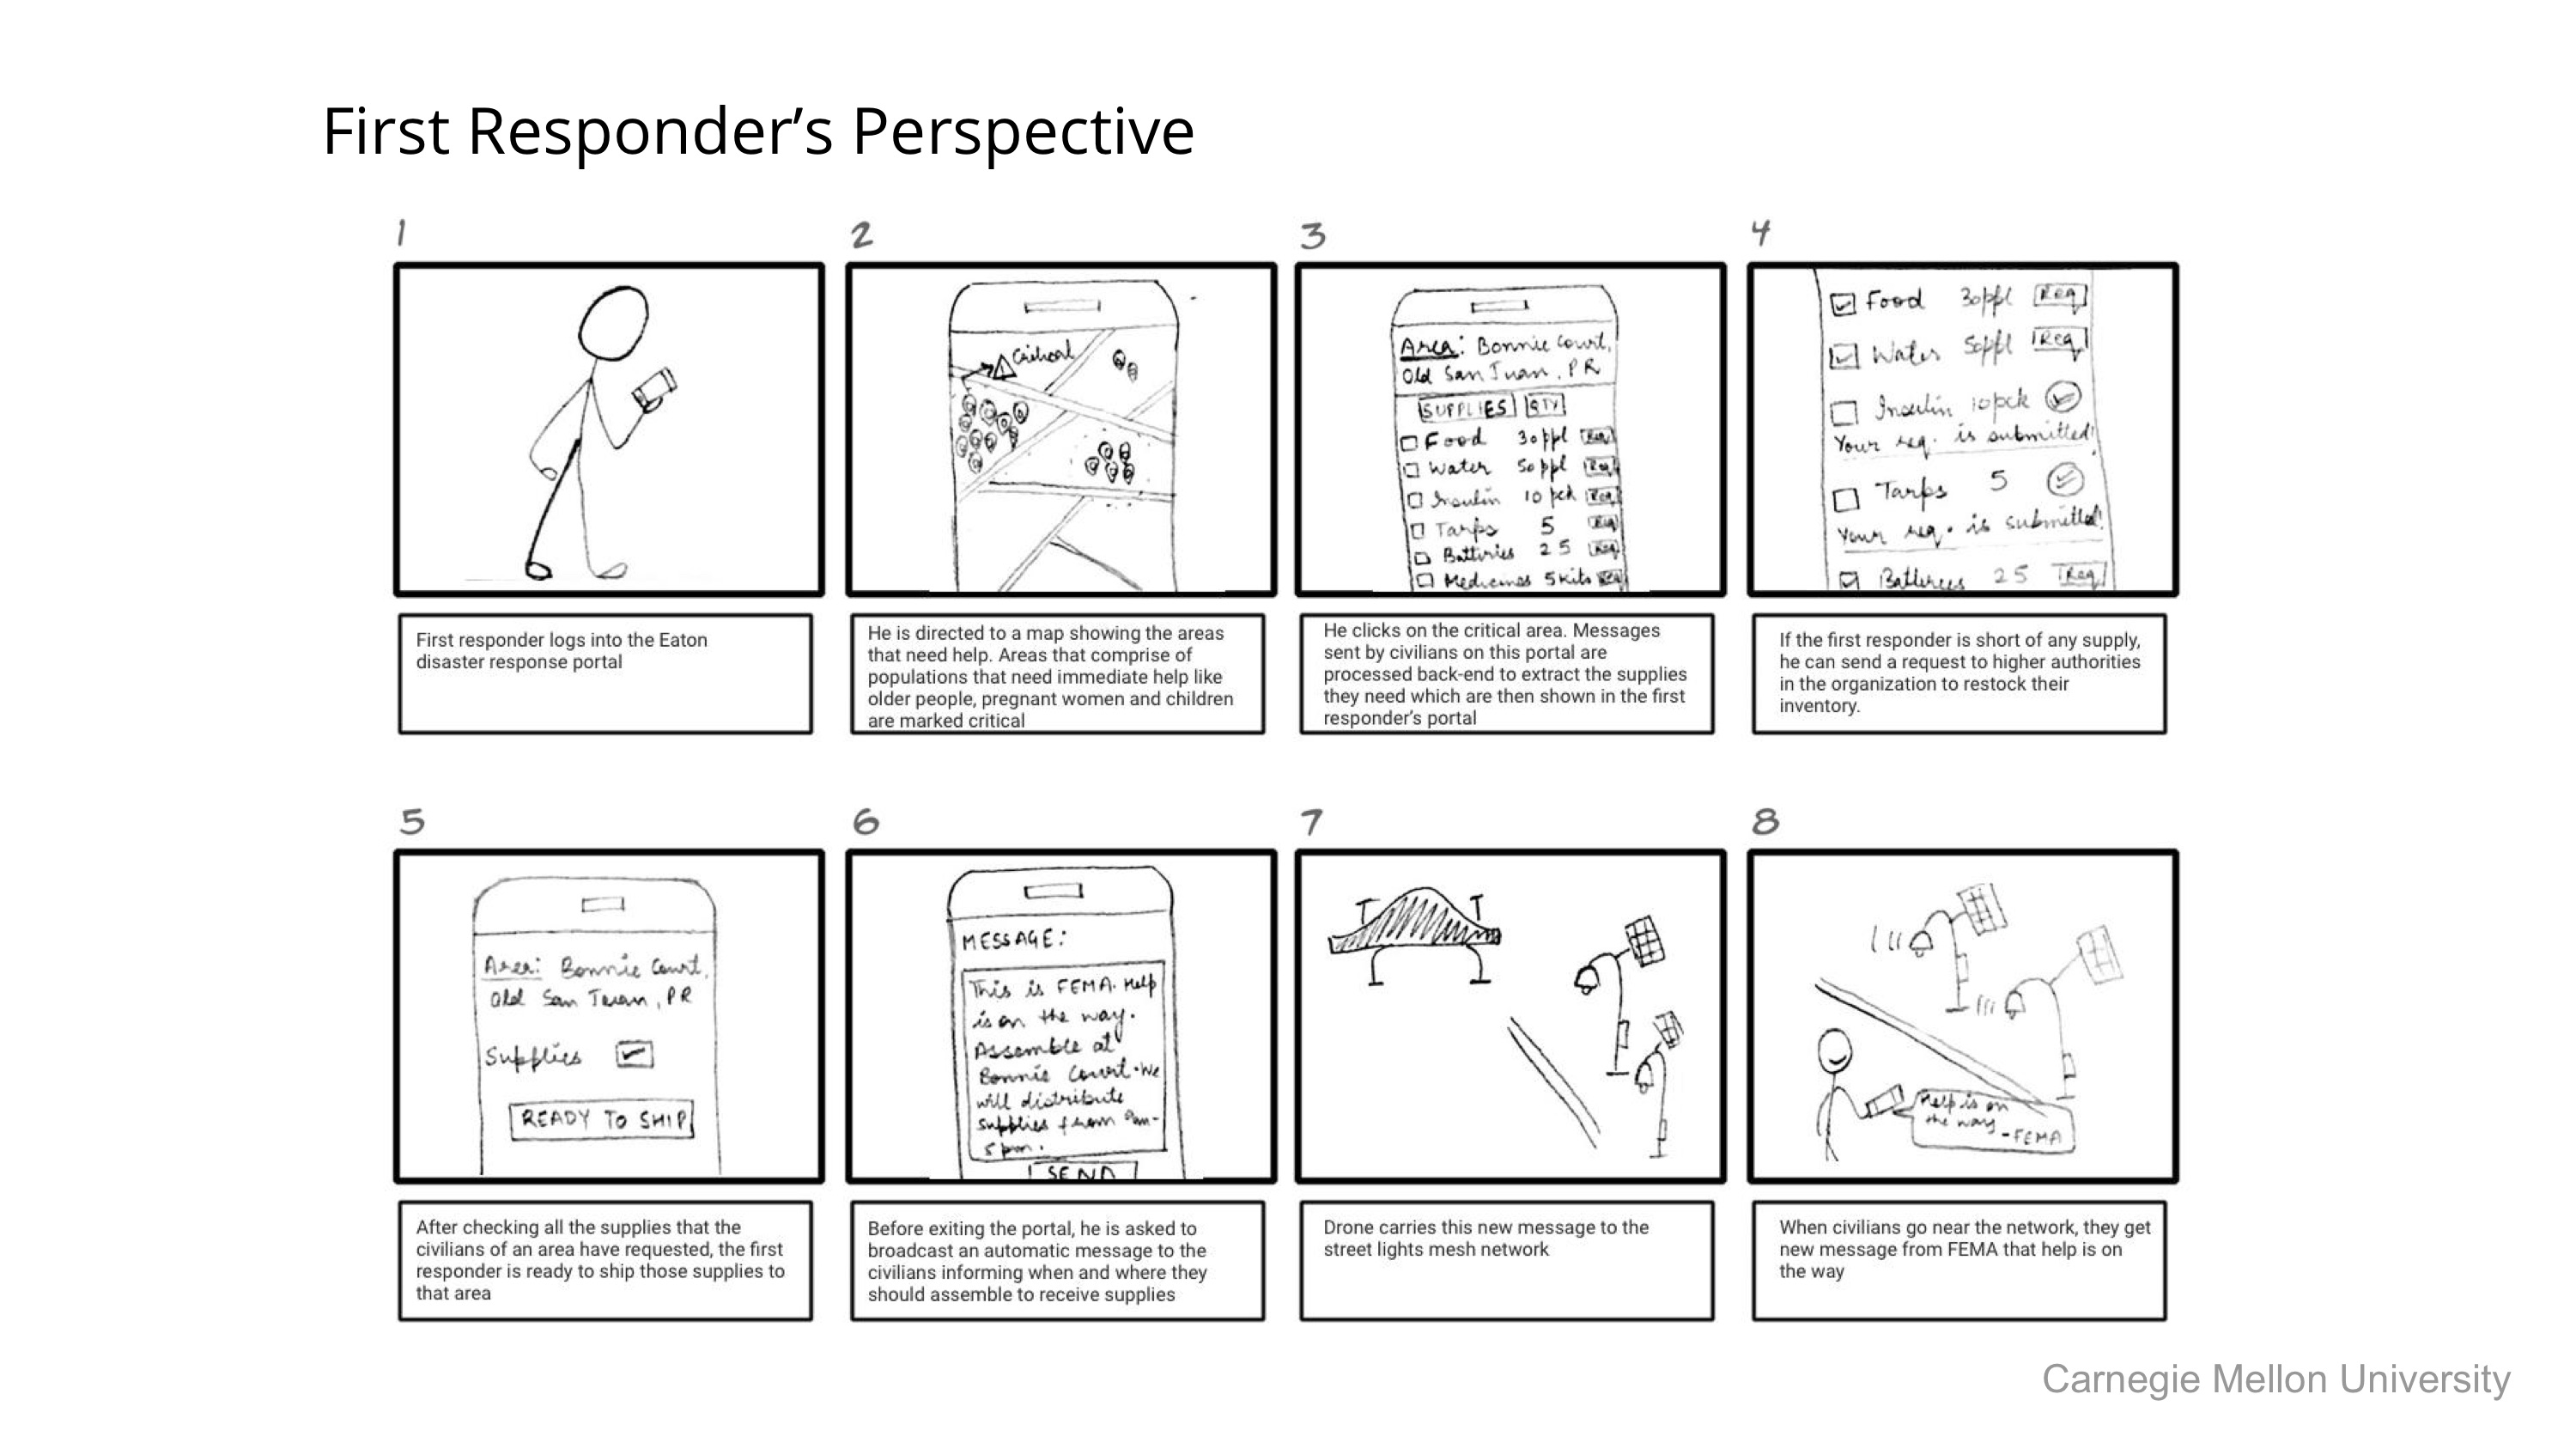 First Responder’s Perspective
1
2
3
4
Critical
Area: Bonnie Court,
Old San Juan, PR
SUPPLIES QTY
Food 30ppl Req
Water 50ppl Req
Insulin 10 pck Req
Tarps 5 Req
Batteries 25 Req
Medicines 5kits Req
Food 30ppl Req
Water 50ppl Req
Insulin 10pck
Your req. is submitted!
Tarps 5
Your req. is submitted!
Batteries 25 Req
First responder logs into the Eaton
disaster response portal
He is directed to a map showing the areas
that need help. Areas that comprise of
populations that need immediate help like
older people, pregnant women and children
are marked critical
He clicks on the critical area. Messages
sent by civilians on this portal are
processed back-end to extract the supplies
they need which are then shown in the first
responder’s portal
If the first responder is short of any supply,
he can send a request to higher authorities
in the organization to restock their
inventory.
5
6
7
8
Area: Bonnie Court,
Old San Juan, PR
Supplies
READY TO SHIP
MESSAGE:
This is FEMA. Help
is on the way.
Assemble at
Bonnie Court. We
will distribute
supplies from
5 pm.
SEND
Help is on
the way
-FEMA
After checking all the supplies that the
civilians of an area have requested, the first
responder is ready to ship those supplies to
that area
Before exiting the portal, he is asked to
broadcast an automatic message to the
civilians informing when and where they
should assemble to receive supplies
Drone carries this new message to the
street lights mesh network
When civilians go near the network, they get
new message from FEMA that help is on
the way
Carnegie Mellon University